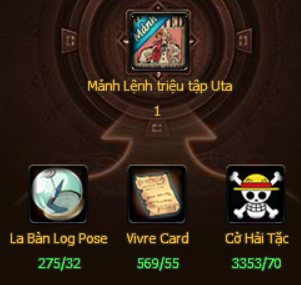 Mảnh
Mảnh Lệnh triệu tập Uta
1
La Bàn Log Pose
Vivre Card
Cờ Hải Tặc
275/32
569/55
3353/70